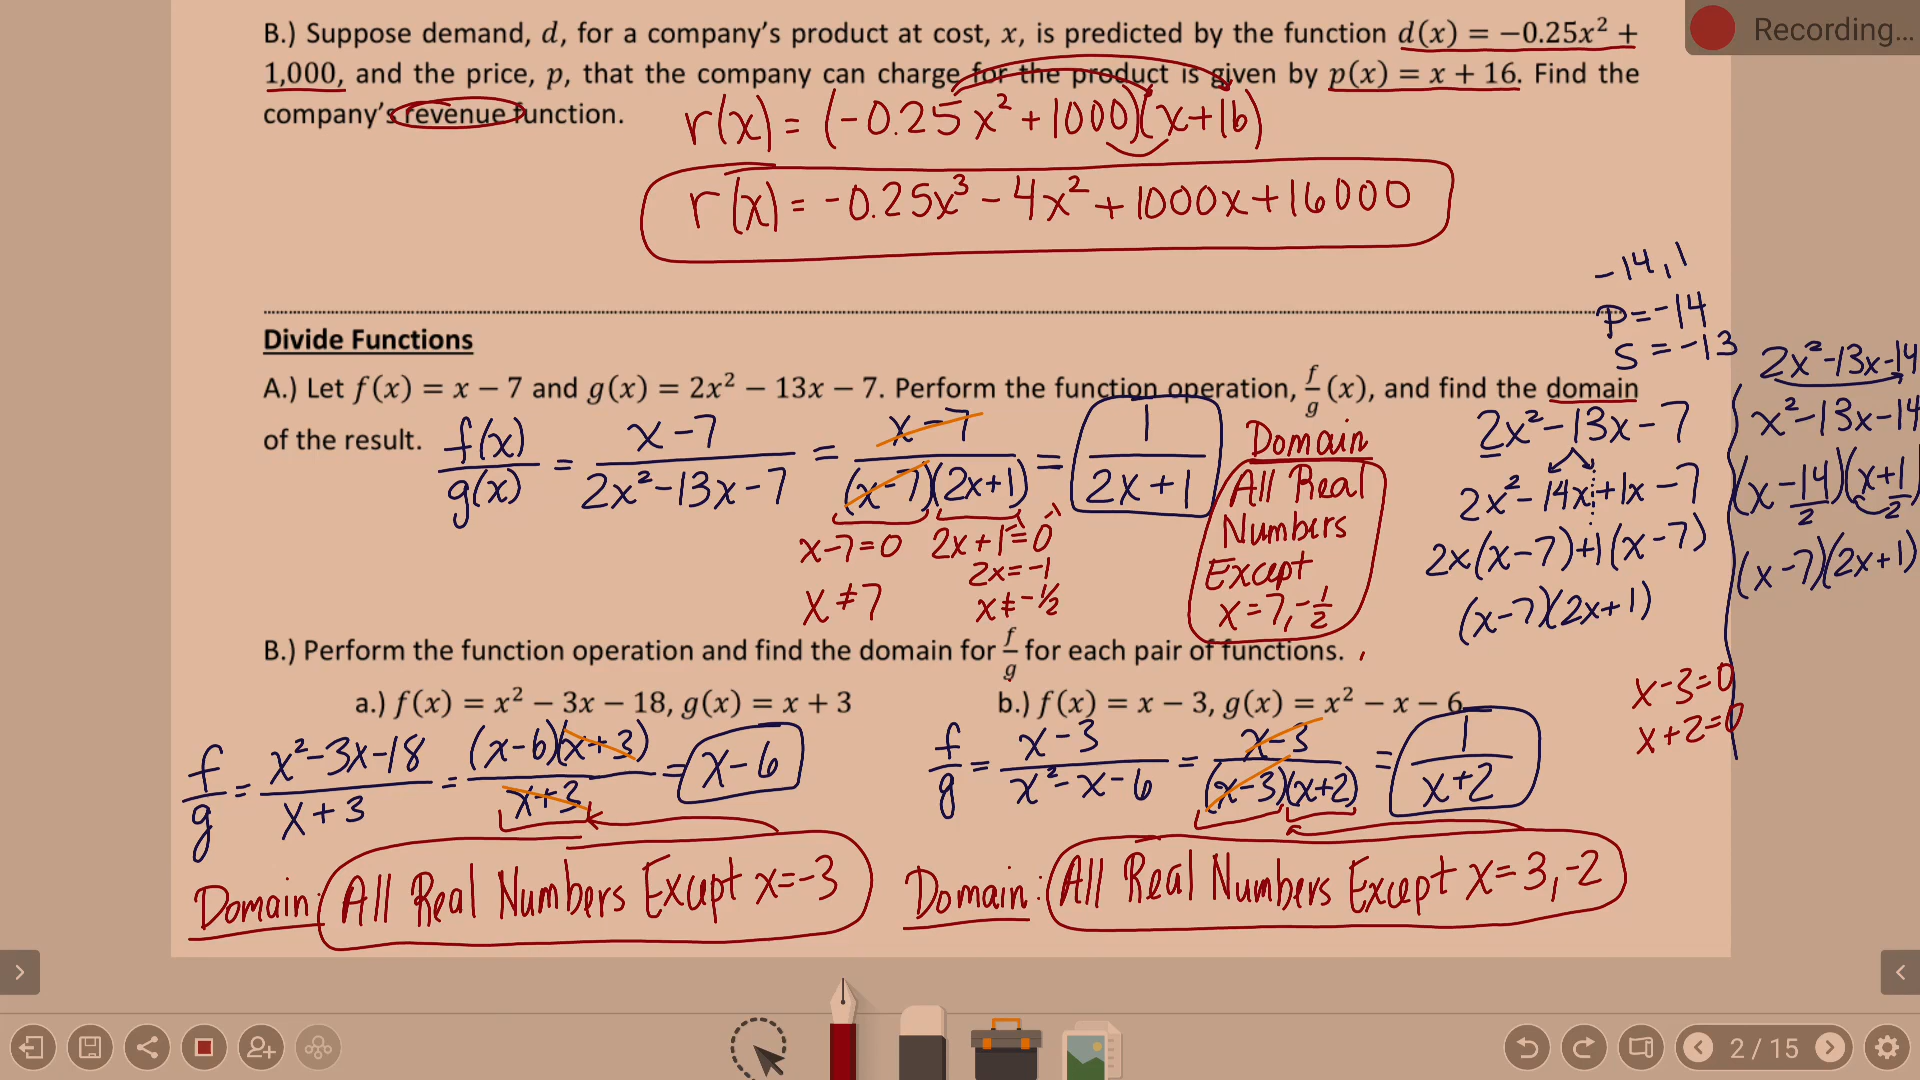 Recording...
B.) Suppose demand, d, for a company's product at cost, x, is predicted by the function d(x) = −0.25x² +
1,000, and the price, p, that the company can charge for the product is given by p(x) = x + 16. Find the
company's revenue function.
r(x) = (-0.25x²+1000)(x+16)
r(x) = -0.25x³ - 4x² + 1000x + 16000
Divide Functions
A.) Let f(x) = x − 7 and g(x) = 2x² − 13x − 7. Perform the function operation, f/g (x), and find the domain
of the result.
f(x)/g(x) = x-7 / 2x²-13x-7 = x-7 / (x-7)(2x+1) = 1 / 2x+1
x-7=0 2x+1=0
2x=-1
x≠7 x≠-1/2
Domain
All Real
Numbers
Except
x=7,-1/2
-14,1
P=-14
S=-13
2x²-13x-7
2x²-14x+1x-7
2x(x-7)+1(x-7)
(x-7)(2x+1)
2x²-13x-14
x²-13x-14
(x-14/2)(x+1/2)
(x-7)(2x+1)
B.) Perform the function operation and find the domain for f/g for each pair of functions.
a.) f(x) = x² − 3x − 18, g(x) = x + 3
f/g = x²-3x-18 / x+3 = (x-6)(x+3) / x+3 = x-6
Domain: All Real Numbers Except x=-3
b.) f(x) = x − 3, g(x) = x² − x − 6
f/g = x-3 / x²-x-6 = x-3 / (x-3)(x+2) = 1 / x+2
x-3=0
x+2=0
Domain: All Real Numbers Except x=3,-2
2 / 15